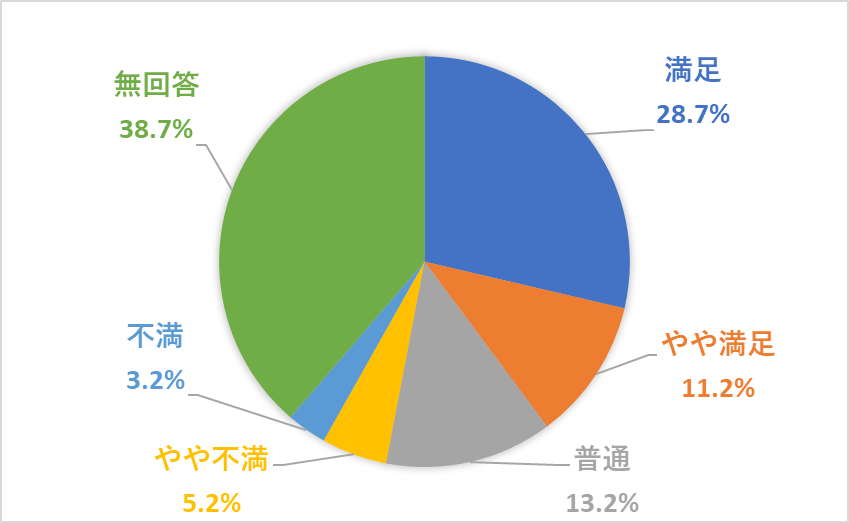 満足
28.7%
やや満足
11.2%
普通
13.2%
やや不満
5.2%
不満
3.2%
無回答
38.7%